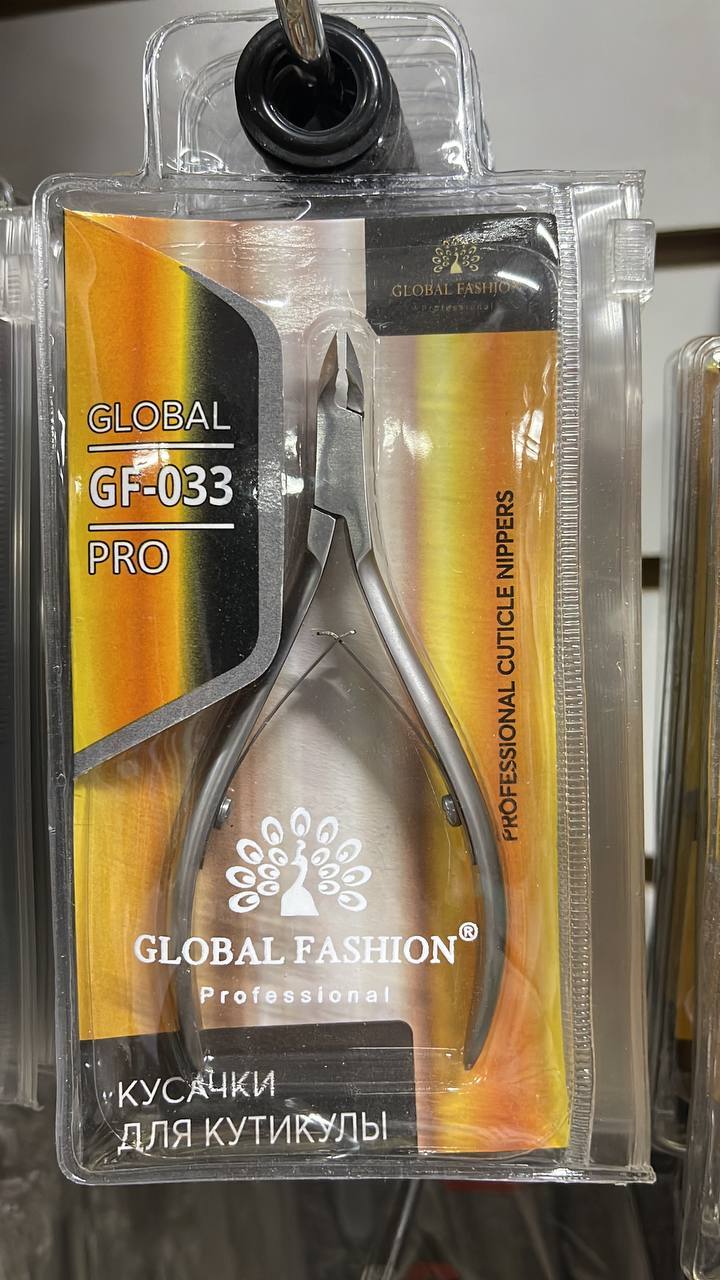 GLOBAL FASHION
Professional
GLOBAL
GF-033
PRO
PROFESSIONAL CUTICLE NIPPERS
GLOBAL FASHION®
Professional
КУСАЧКИ
ДЛЯ КУТИКУЛЫ